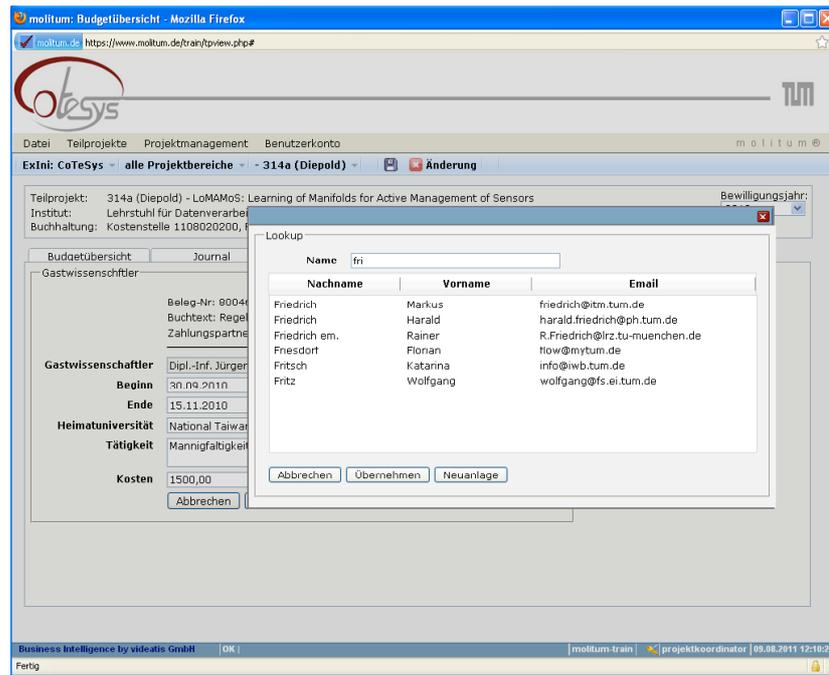 molitum: Budgetübersicht - Mozilla Firefox
molitum.de https://www.molitum.de/train/tpview.php#
CoTeSys
TUM
Datei Teilprojekte Projektmanagement Benutzerkonto molitum®
ExIni: CoTeSys alle Projektbereiche - 314a (Diepold) Änderung
Teilprojekt: 314a (Diepold) - LoMAMoS: Learning of Manifolds for Active Management of Sensors
Bewilligungsjahr:
Institut: Lehrstuhl für Datenverarbei
Buchhaltung: Kostenstelle 1108020200,
Lookup
Name fri
Nachname Vorname Email
Friedrich Markus friedrich@itm.tum.de
Friedrich Harald harald.friedrich@ph.tum.de
Friedrich em. Rainer R.Friedrich@lrz.tu-muenchen.de
Friesdorf Florian flow@mytum.de
Fritsch Katarina info@iwb.tum.de
Fritz Wolfgang wolfgang@fs.ei.tum.de
Abbrechen Übernehmen Neuanlage
Budgetübersicht Journal
Gastwissenschftler
Beleg-Nr: 8004
Buchtext: Regel
Zahlungspartne
Gastwissenschaftler Dipl.-Inf. Jürgen
Beginn 30.09.2010
Ende 15.11.2010
Heimatuniversität National Taiwan
Tätigkeit Mannigfaltigkeit
Kosten 1500,00
Abbrechen
Business Intelligence by videatis GmbH OK | molitum-train | projektkoordinator | 09.08.2011 12:10:2
Fertig